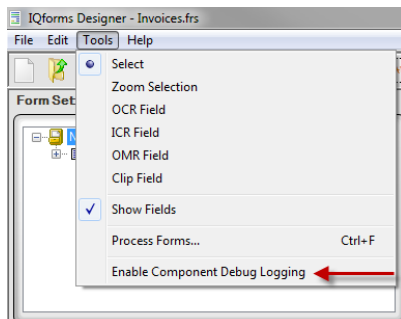 IQforms Designer - Invoices.frs
File Edit Tools Help
Select
Zoom Selection
OCR Field
ICR Field
OMR Field
Clip Field
Show Fields
Process Forms... Ctrl+F
Enable Component Debug Logging
Form Set
N